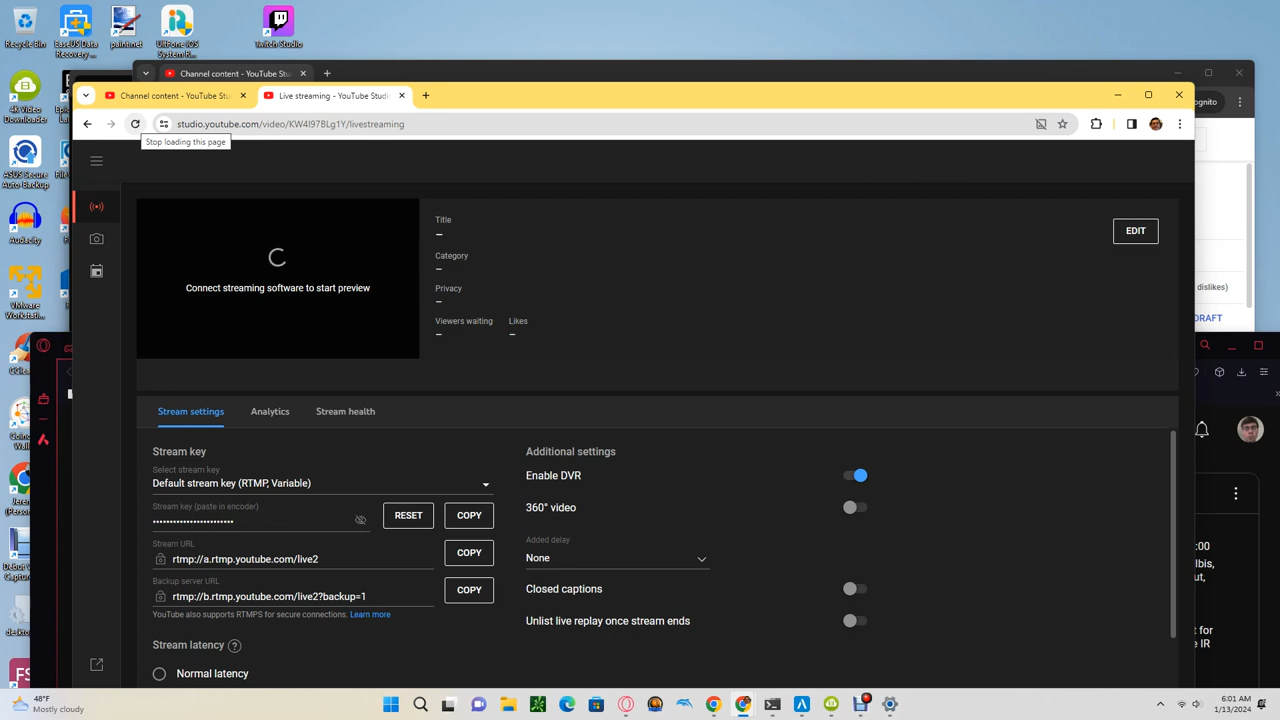 Recycle Bin
EaseUS Data
Recovery ...
paint.net
UltFone iOS
System R...
Twitch Studio
Channel content - YouTube Stu
Channel content - YouTube Stu
Live streaming - YouTube Studio
4K Video
Downloader
Stop loading this page
studio.youtube.com/video/KW4I97BLg1Y/livestreaming
ASUS Secure
Auto-Backup
Audacity
VMware
Workstati...
Title
–
EDIT
Category
–
Connect streaming software to start preview
Privacy
–
Viewers waiting
Likes
–
–
dislikes)
DRAFT
Stream settings
Analytics
Stream health
Stream key
Select stream key
Default stream key (RTMP, Variable)
Stream key (paste in encoder)
RESET
COPY
Stream URL
rtmp://a.rtmp.youtube.com/live2
COPY
Backup server URL
rtmp://b.rtmp.youtube.com/live2?backup=1
COPY
YouTube also supports RTMPS for secure connections. Learn more
Stream latency
Normal latency
Additional settings
Enable DVR
360° video
Added delay
None
Closed captions
Unlist live replay once stream ends
:00
t for
e IR
48°F
Mostly cloudy
6:01 AM
1/13/2024